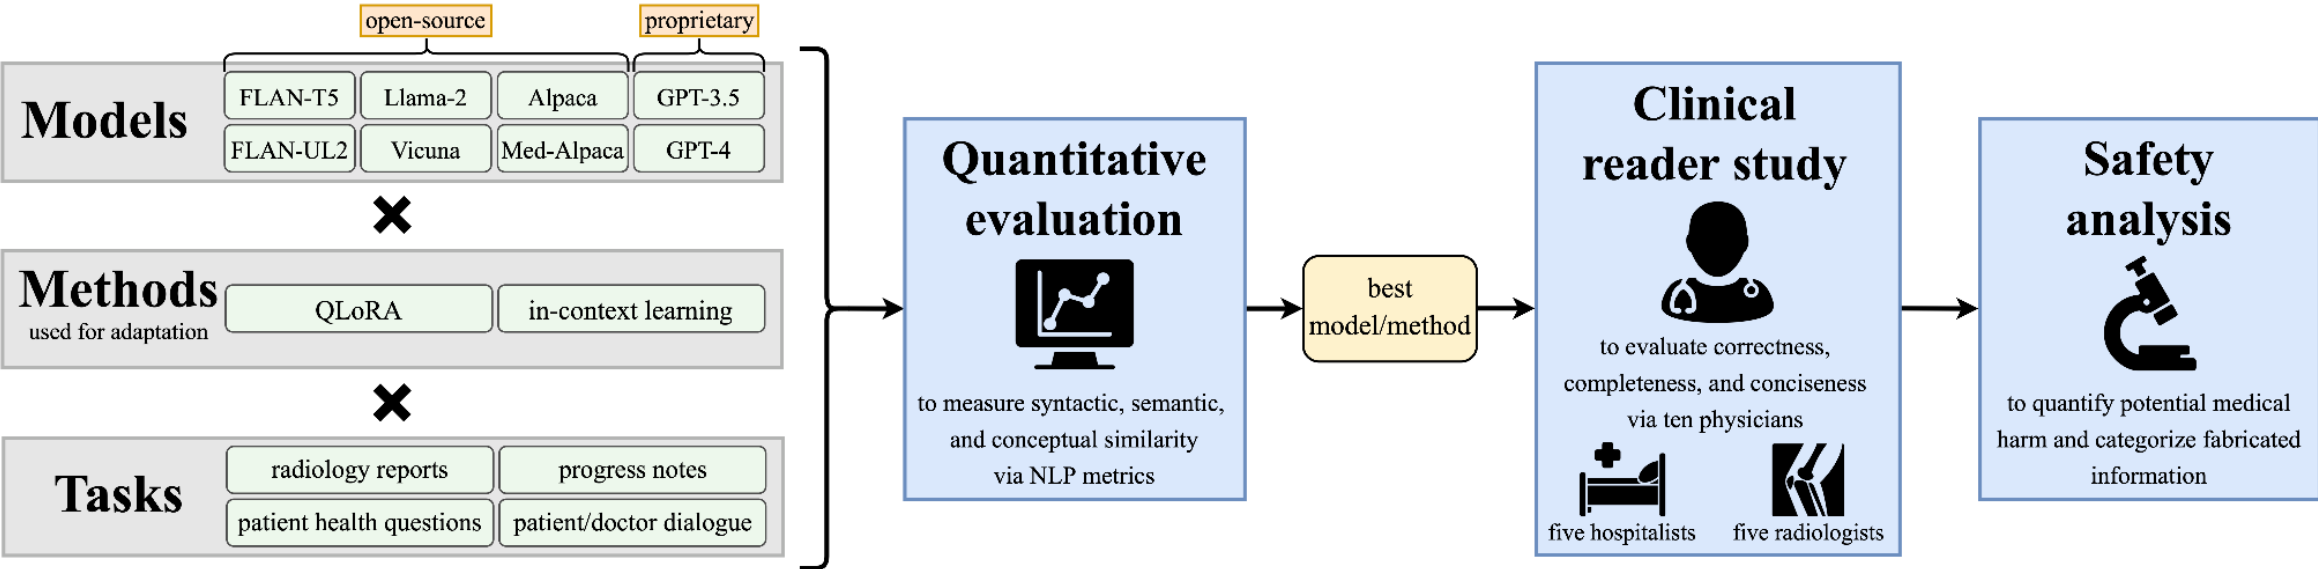 open-source
proprietary
Models
FLAN-T5
Llama-2
Alpaca
GPT-3.5
FLAN-UL2
Vicuna
Med-Alpaca
GPT-4
Methods
used for adaptation
QLoRA
in-context learning
Tasks
radiology reports
progress notes
patient health questions
patient/doctor dialogue
Quantitative
evaluation
to measure syntactic, semantic,
and conceptual similarity
via NLP metrics
best
model/method
Clinical
reader study
to evaluate correctness,
completeness, and conciseness
via ten physicians
five hospitalists
five radiologists
Safety
analysis
to quantify potential medical
harm and categorize fabricated
information